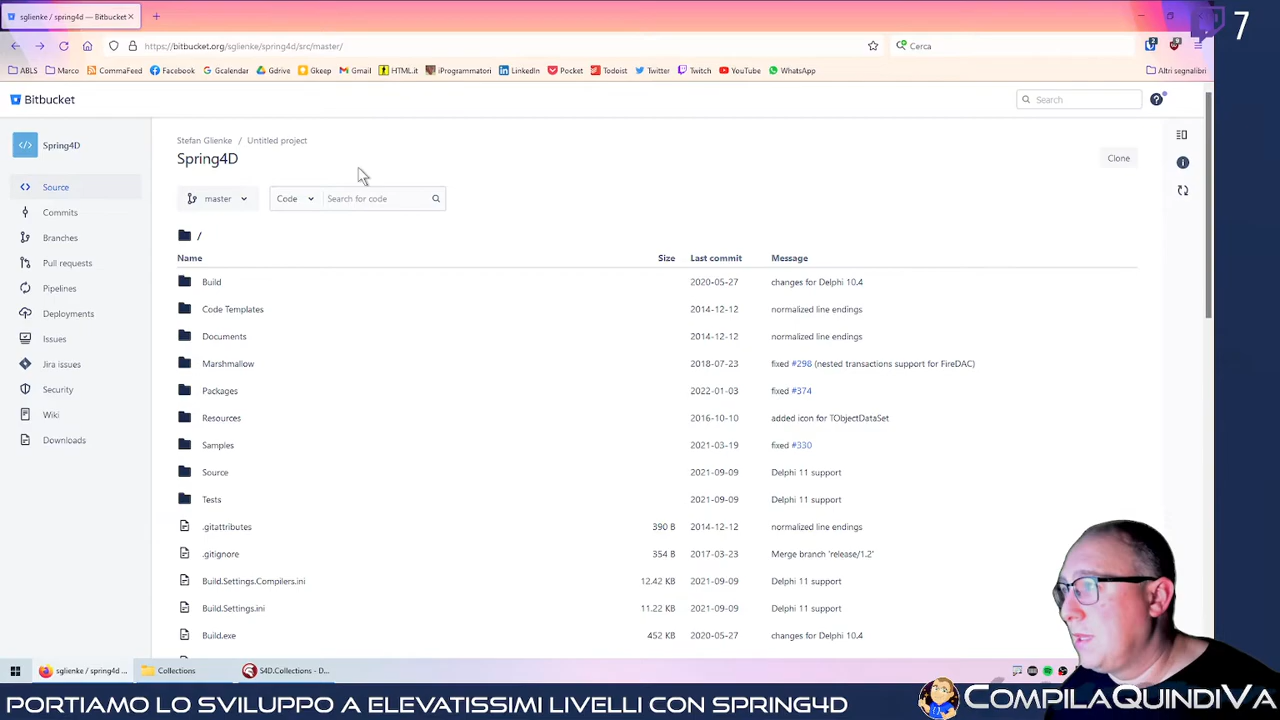 sglienke / spring4d — Bitbucket
7
https://bitbucket.org/sglienke/spring4d/src/master/
Cerca
ABLS Marco CommaFeed Facebook Gcalendar Gdrive Gkeep Gmail HTML.it iProgrammatori LinkedIn Pocket Todoist Twitter Twitch YouTube WhatsApp Altri segnalibri
Bitbucket
Search
Spring4D
Source
Commits
Branches
Pull requests
Pipelines
Deployments
Issues
Jira issues
Security
Wiki
Downloads
Stefan Glienke / Untitled project
Spring4D
Clone
master Code Search for code
/
Name Size Last commit Message
Build 2020-05-27 changes for Delphi 10.4
Code Templates 2014-12-12 normalized line endings
Documents 2014-12-12 normalized line endings
Marshmallow 2018-07-23 fixed #298 (nested transactions support for FireDAC)
Packages 2022-01-03 fixed #374
Resources 2016-10-10 added icon for TObjectDataSet
Samples 2021-03-19 fixed #330
Source 2021-09-09 Delphi 11 support
Tests 2021-09-09 Delphi 11 support
.gitattributes 390 B 2014-12-12 normalized line endings
.gitignore 354 B 2017-03-23 Merge branch 'release/1.2'
Build.Settings.Compilers.ini 12.42 KB 2021-09-09 Delphi 11 support
Build.Settings.ini 11.22 KB 2021-09-09 Delphi 11 support
Build.exe 452 KB 2020-05-27 changes for Delphi 10.4
sglienke / spring4d ... Collections S4D.Collections - D...
PORTIAMO LO SVILUPPO A ELEVATISSIMI LIVELLI CON SPRING4D
COMPILAQUINDIVA